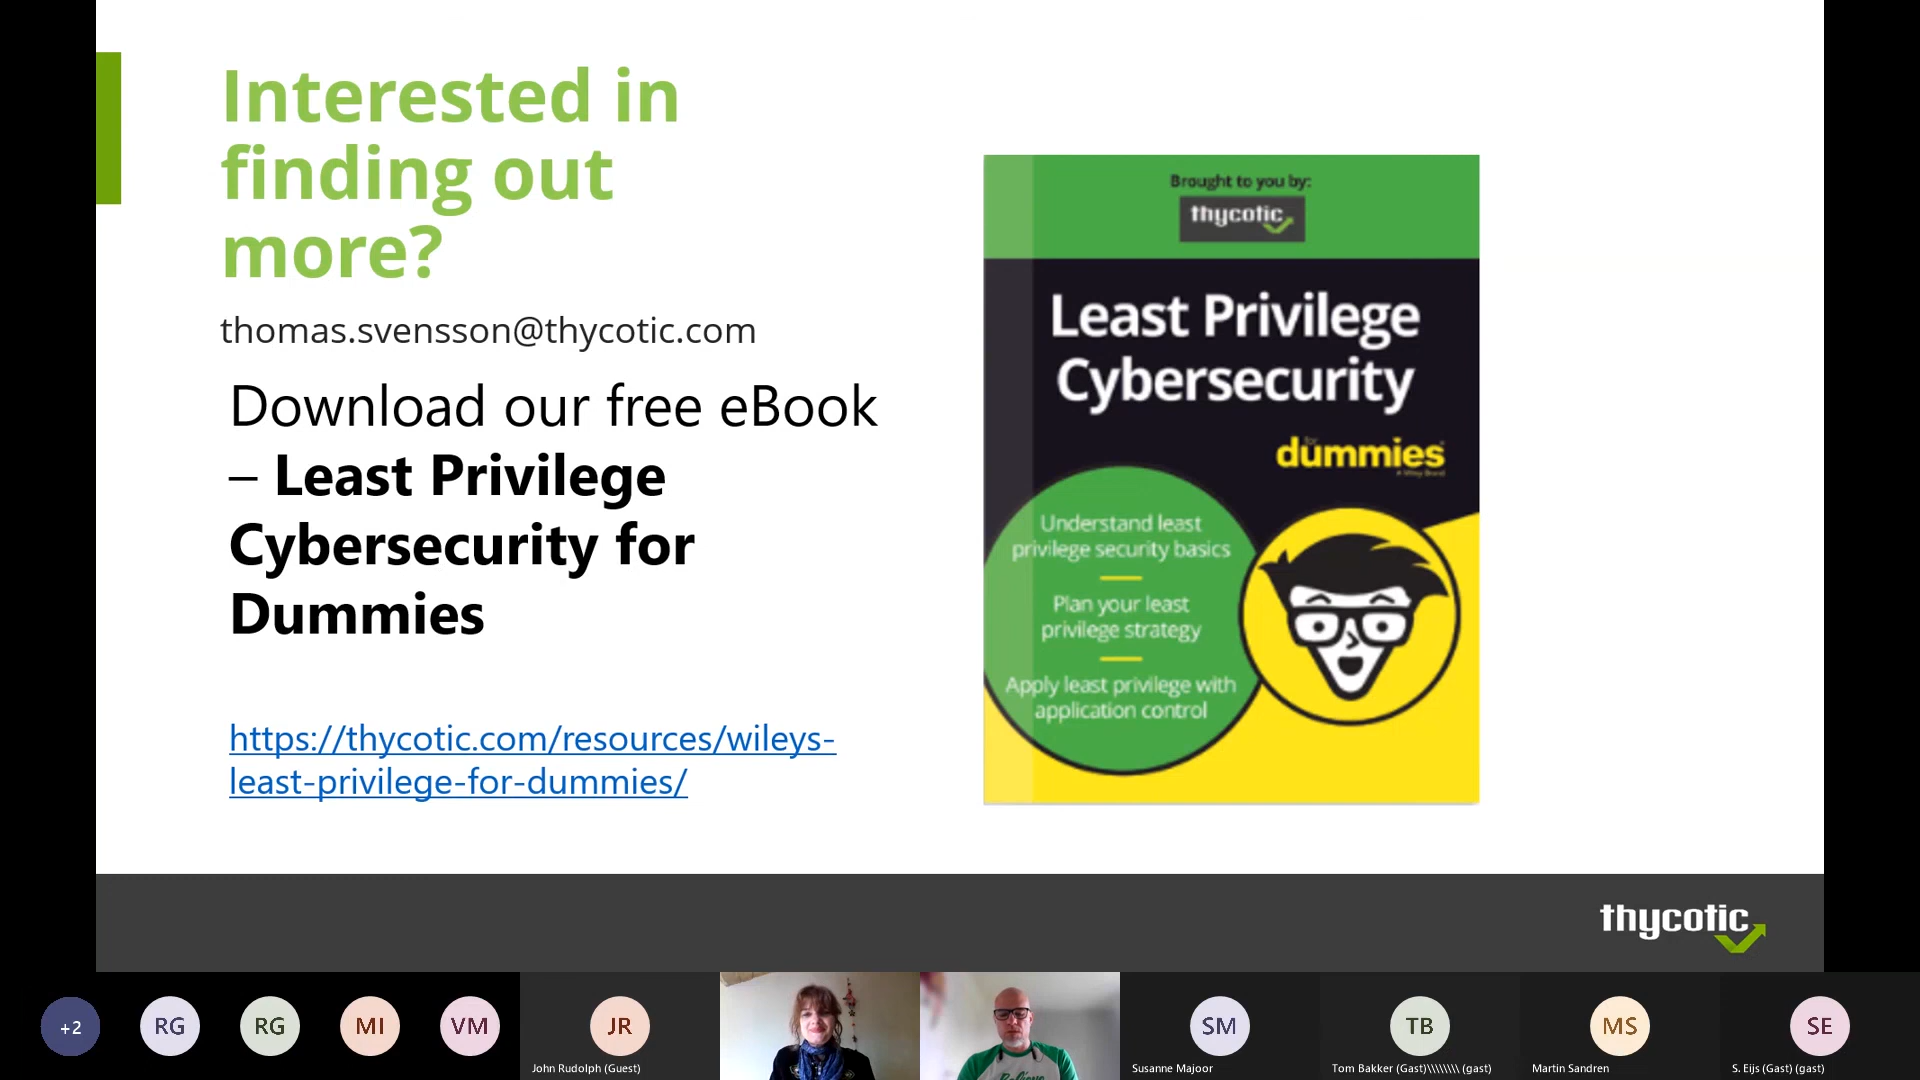 Interested in
finding out
more?
thomas.svensson@thycotic.com
Download our free eBook
– Least Privilege
Cybersecurity for
Dummies
https://thycotic.com/resources/wileys-
least-privilege-for-dummies/
Brought to you by:
thycotic
Least Privilege
Cybersecurity
for
dummies
A Wiley Brand
Understand least
privilege security basics
Plan your least
privilege strategy
Apply least privilege with
application control
thycotic
+2
RG
RG
MI
VM
JR
John Rudolph (Guest)
Believe
SM
Susanne Majoor
TB
Tom Bakker (Gast)\\\\\\\\ (gast)
MS
Martin Sandren
SE
S. Eijs (Gast) (gast)